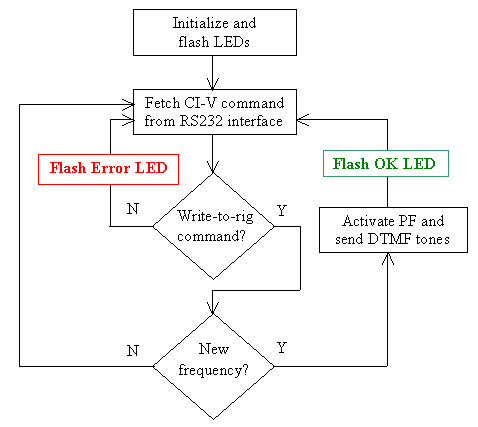 Initialize and
flash LEDs
Fetch CI-V command
from RS232 interface
Flash Error LED
Flash OK LED
N
Write-to-rig
command?
Y
Activate PF and
send DTMF tones
N
New
frequency?
Y